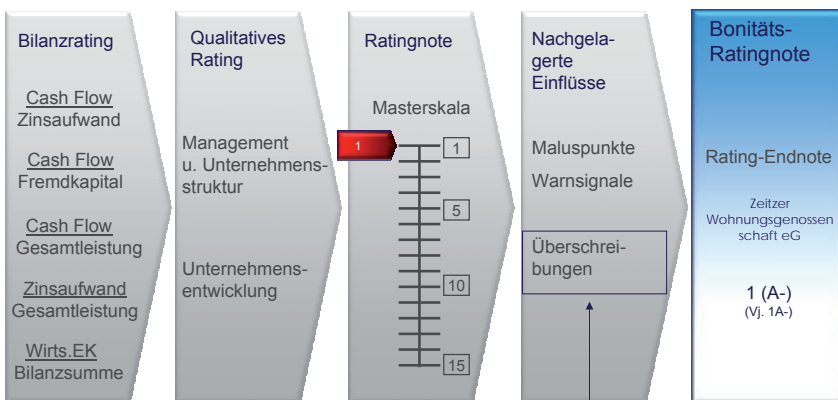 Bilanzrating
Cash Flow
Zinsaufwand
Cash Flow
Fremdkapital
Cash Flow
Gesamtleistung
Zinsaufwand
Gesamtleistung
Wirts.EK
Bilanzsumme
Qualitatives
Rating
Management
u. Unternehmens-
struktur
Unternehmens-
entwicklung
Ratingnote
Masterskala
1
1
5
10
15
Nachgela-
gerte
Einflüsse
Maluspunkte
Warnsignale
Überschrei-
bungen
Bonitäts-
Ratingnote
Rating-Endnote
Zeitzer
Wohnungsgenossen
schaft eG
1 (A-)
(Vj. 1A-)